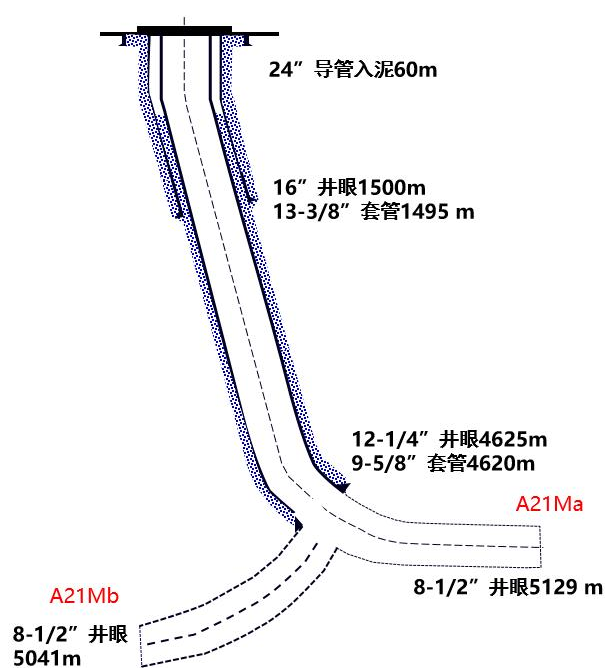 24” 导管入泥60m
16” 井眼1500m
13-3/8” 套管1495 m
12-1/4” 井眼4625m
9-5/8” 套管4620m
A21Ma
8-1/2” 井眼5129 m
A21Mb
8-1/2” 井眼
5041m